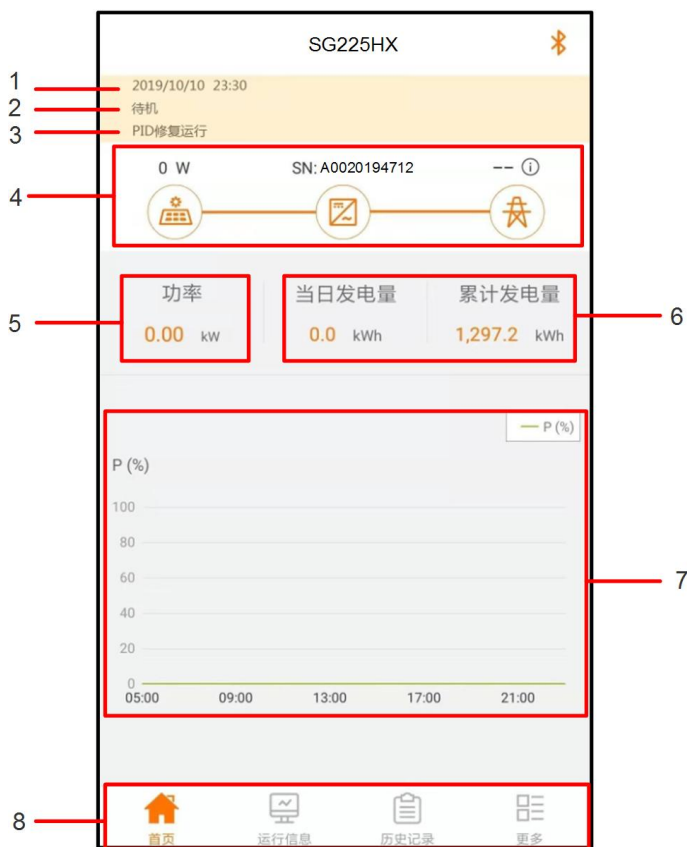 SG225HX
1
2019/10/10 23:30
2
待机
3
PID修复运行
4
0 W
SN: A0020194712
--
功率
当日发电量
累计发电量
5
6
0.00 kW
0.0 kWh
1,297.2 kWh
P (%)
P (%)
100
80
60
7
40
20
0
05:00 09:00 13:00 17:00 21:00
8
首页
运行信息
历史记录
更多